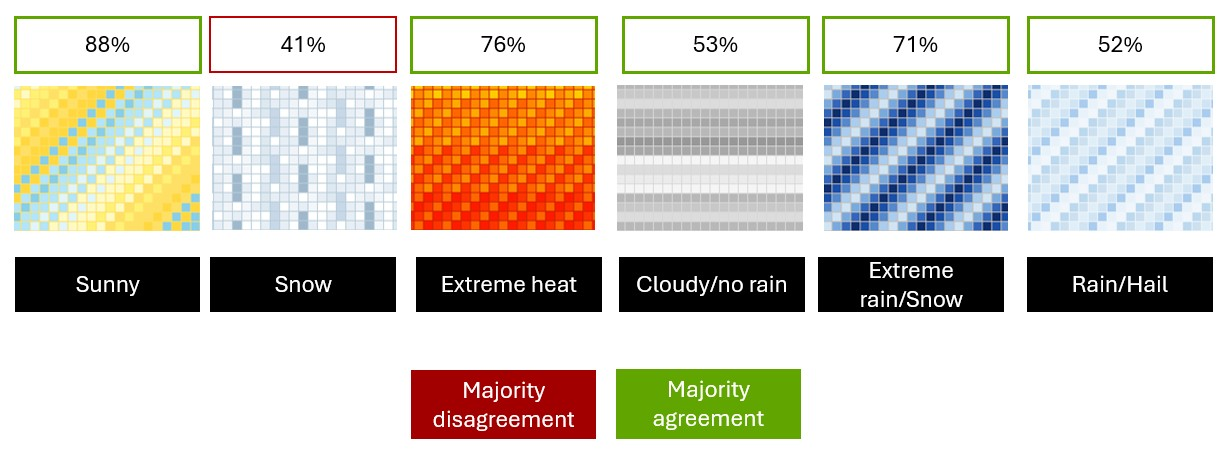 88%
41%
76%
53%
71%
52%
Sunny
Snow
Extreme heat
Cloudy/no rain
Extreme
rain/Snow
Rain/Hail
Majority
disagreement
Majority
agreement